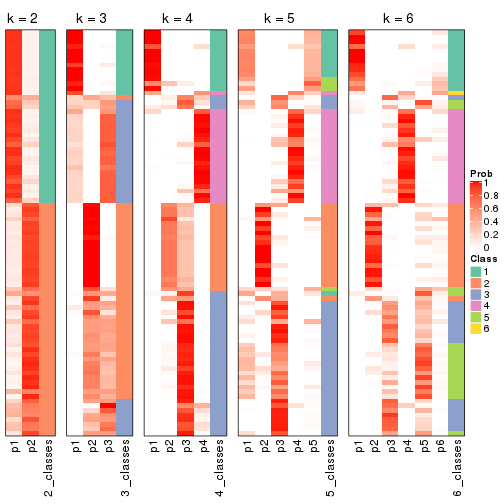 k = 2
k = 3
k = 4
k = 5
k = 6
p1
p2
2_classes
p1
p2
p3
3_classes
p1
p2
p3
p4
4_classes
p1
p2
p3
p4
p5
5_classes
p1
p2
p3
p4
p5
p6
6_classes
Prob
1
0.8
0.6
0.4
0.2
0
Class
1
2
3
4
5
6